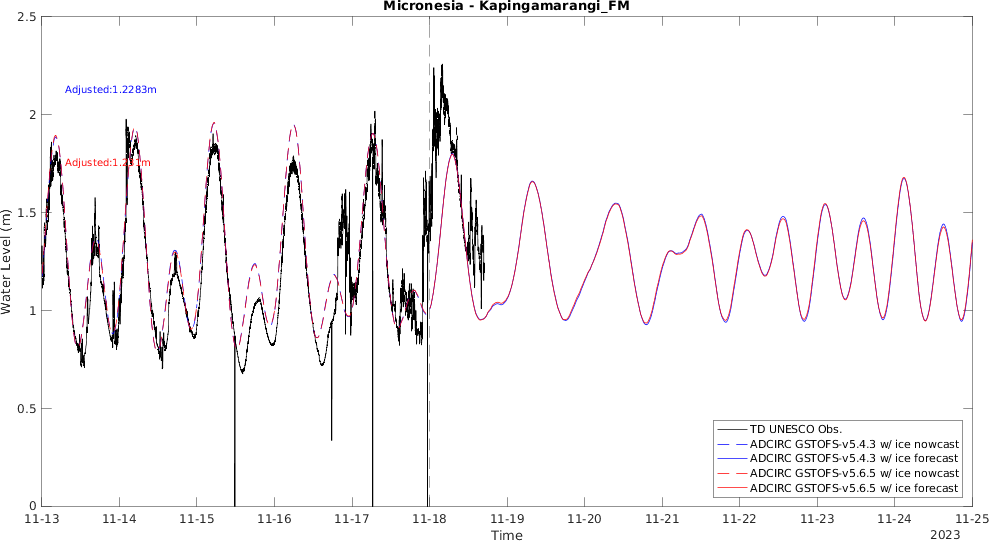 Micronesia - Kapingamarangi_FM
Water Level (m)
2.5
2
1.5
1
0.5
0
Adjusted:1.2283m
Adjusted:1.231m
TD UNESCO Obs.
ADCIRC GSTOFS-v5.4.3 w/ ice nowcast
ADCIRC GSTOFS-v5.4.3 w/ ice forecast
ADCIRC GSTOFS-v5.6.5 w/ ice nowcast
ADCIRC GSTOFS-v5.6.5 w/ ice forecast
11-13 11-14 11-15 11-16 11-17 11-18 11-19 11-20 11-21 11-22 11-23 11-24 11-25
Time
2023